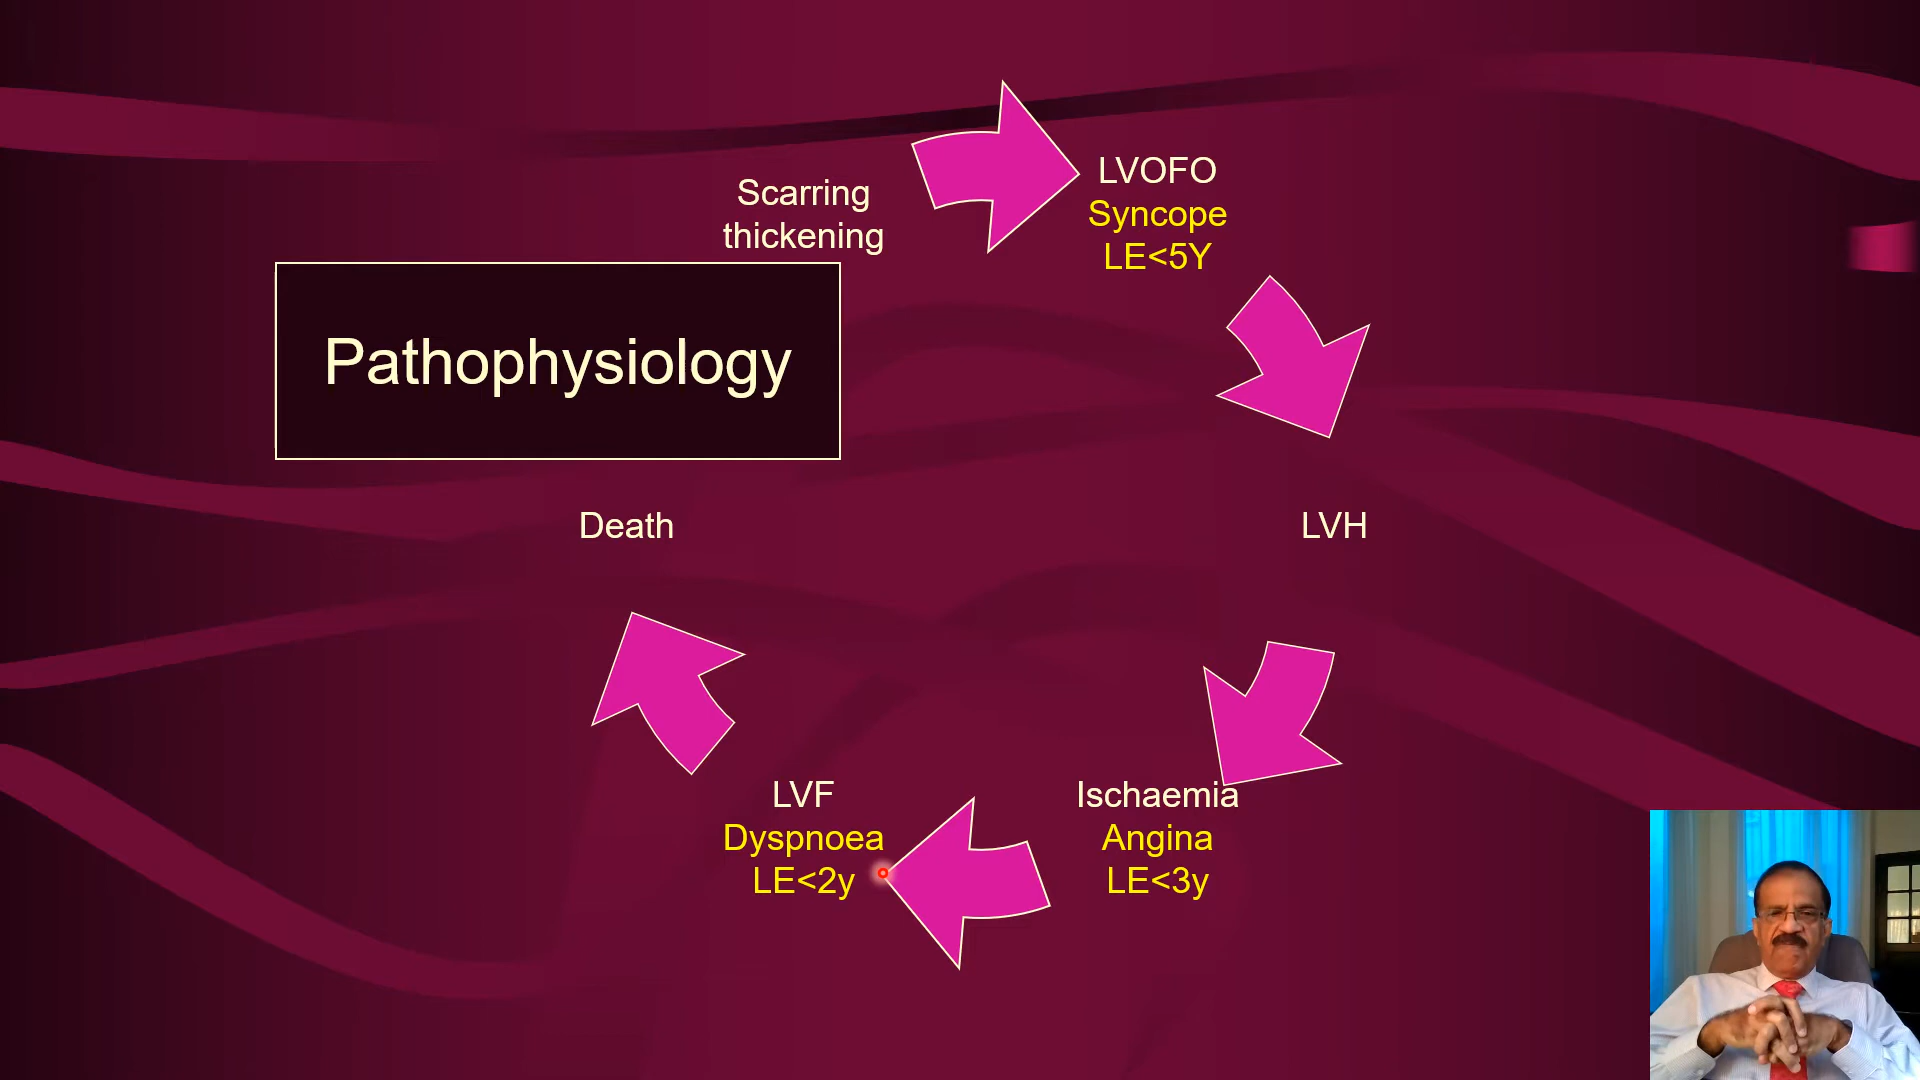 Scarring
thickening
LVOFO
Syncope
LE<5Y
Pathophysiology
LVH
Ischaemia
Angina
LE<3y
LVF
Dyspnoea
LE<2y
Death